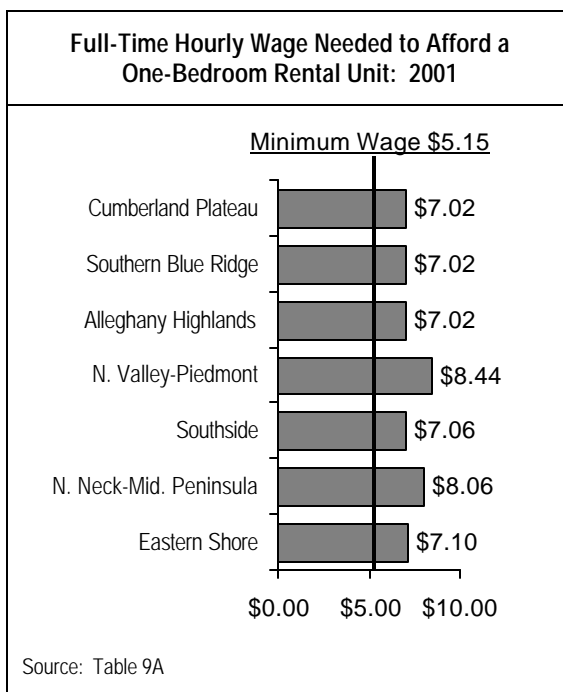 Full-Time Hourly Wage Needed to Afford a
One-Bedroom Rental Unit: 2001
Minimum Wage $5.15
Cumberland Plateau $7.02
Southern Blue Ridge $7.02
Alleghany Highlands $7.02
N. Valley-Piedmont $8.44
Southside $7.06
N. Neck-Mid. Peninsula $8.06
Eastern Shore $7.10
$0.00 $5.00 $10.00
Source: Table 9A